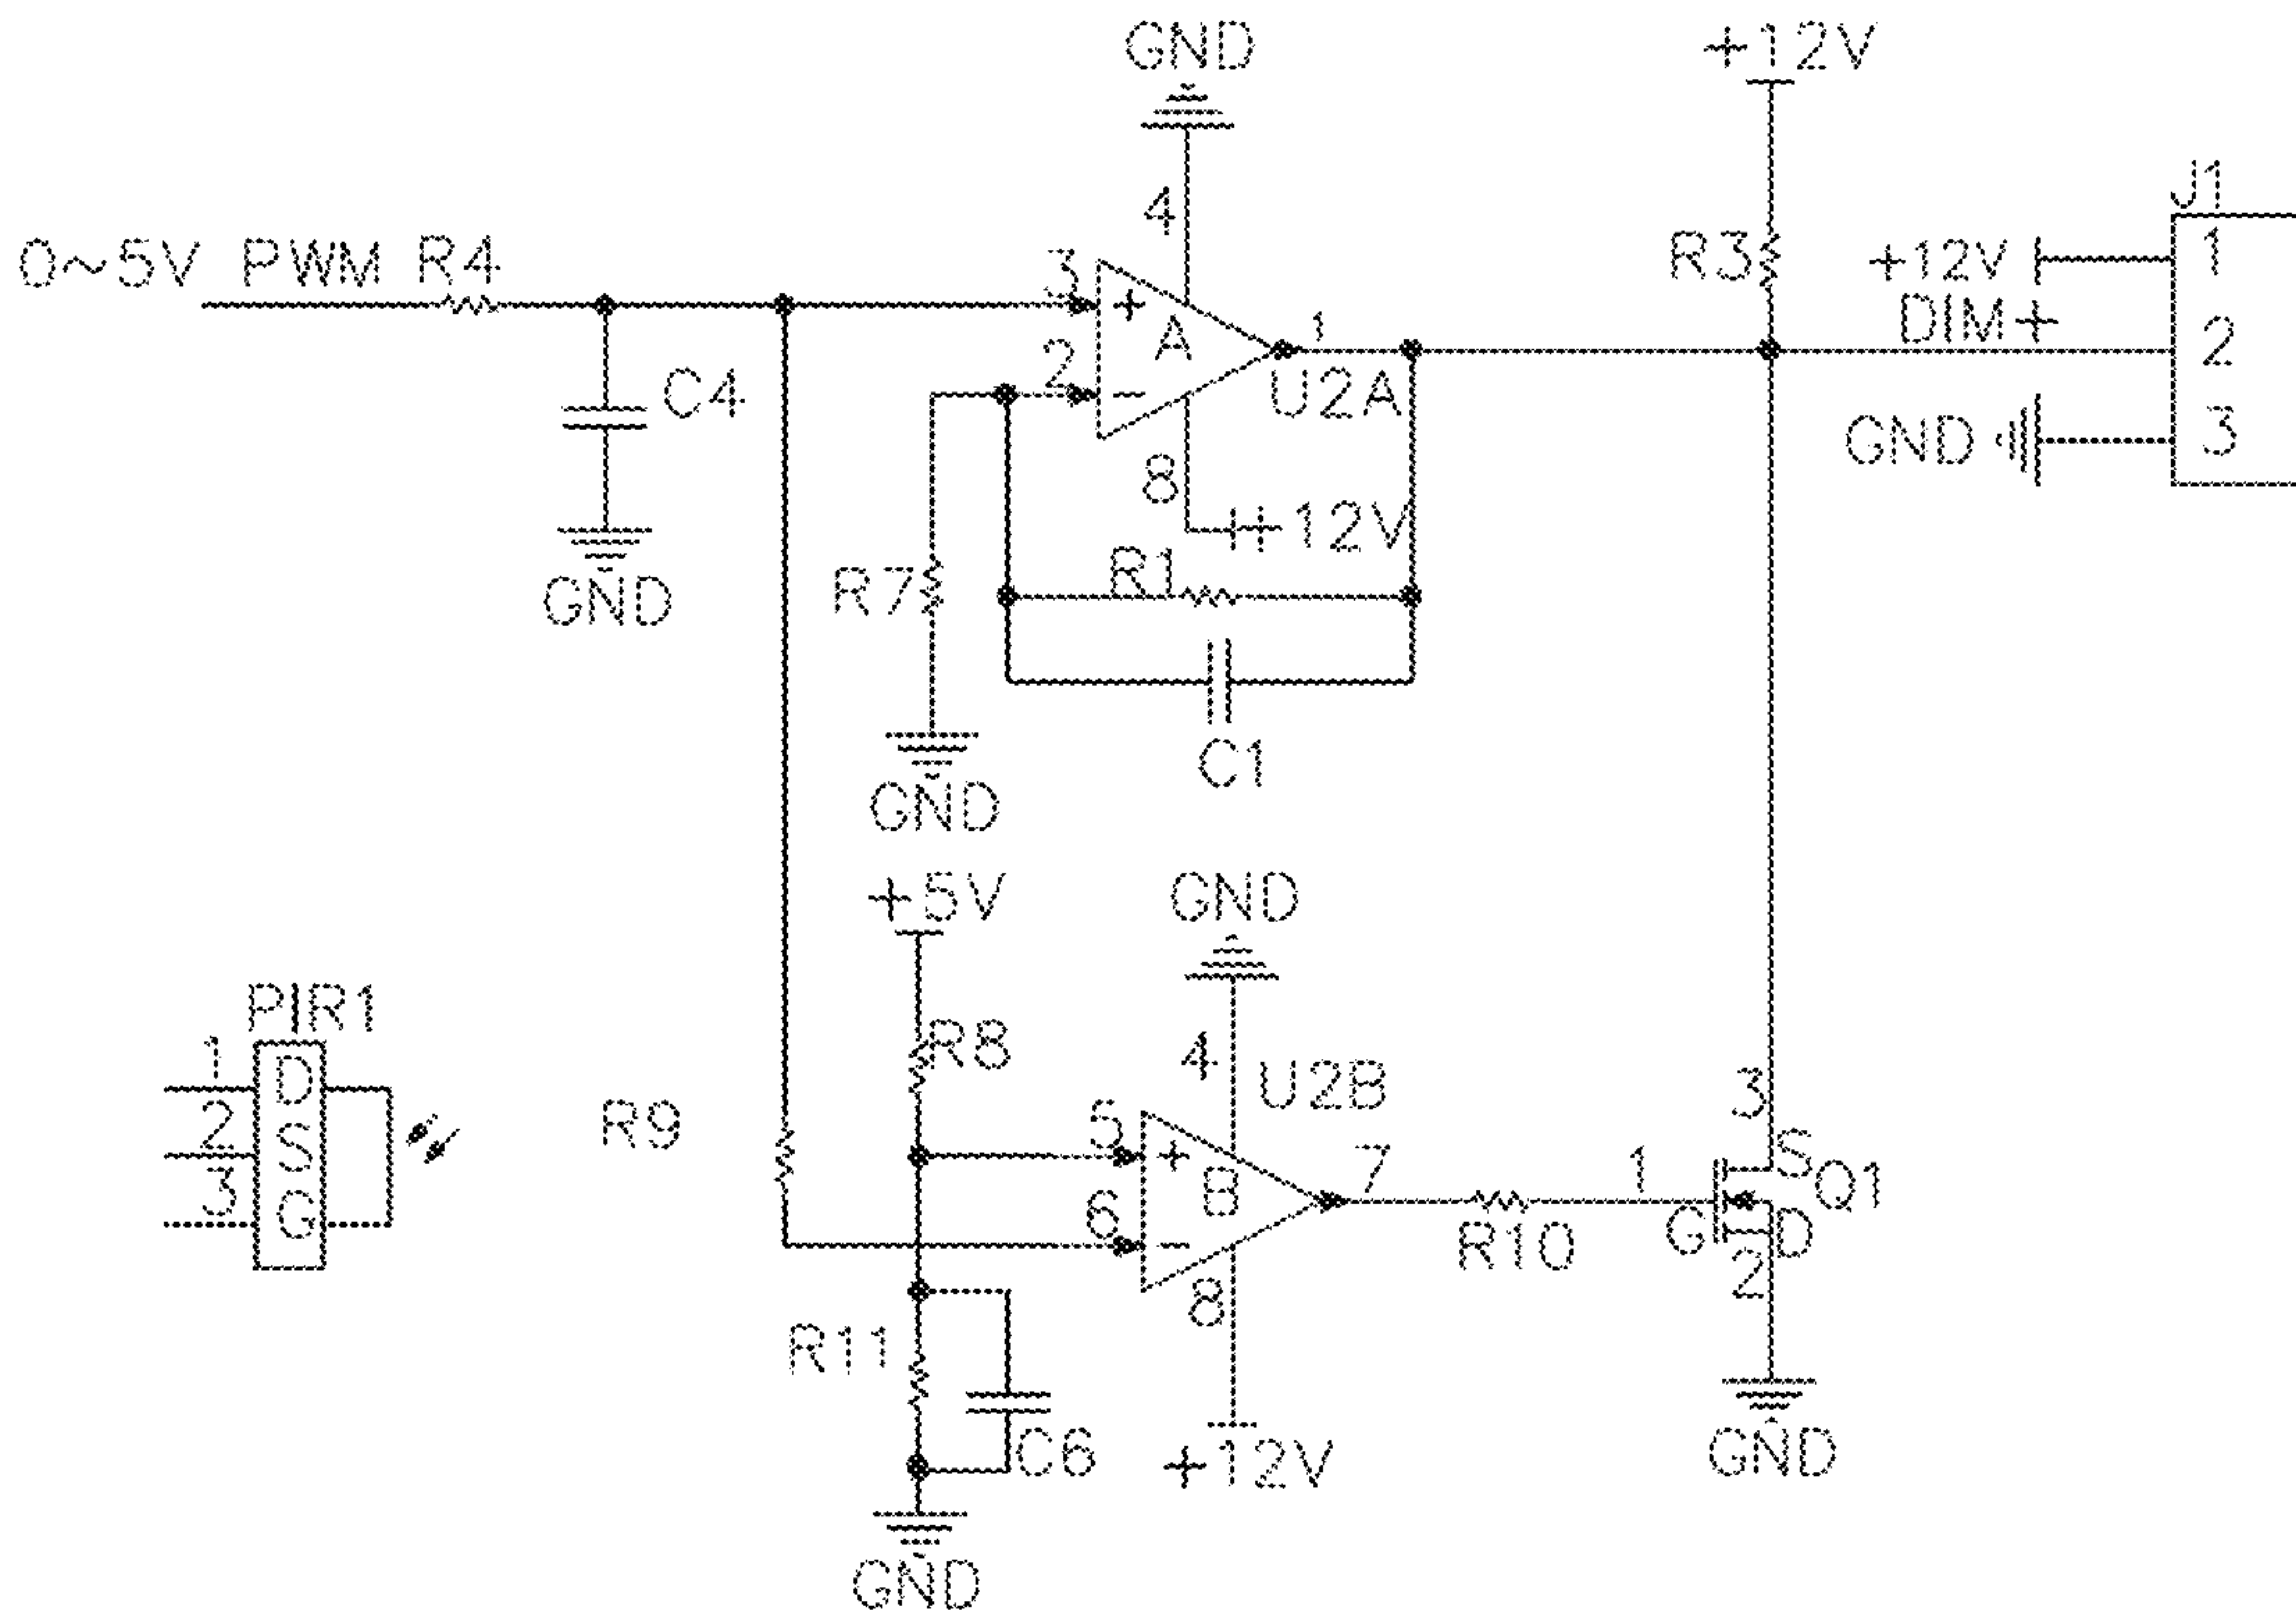 GND
+12V
J1
4
0~5V PWM R4
3
+
A
1
R3
+12V
1
DIM+
2
2
-
U2A
C4
GND
3
8
+12V
GND
R7
R1
C1
GND
+5V
GND
PIR1
R8
4
U2B
1
D
2
S
3
G
R9
5
+
B
7
6
-
8
R10
1
3
S
Q1
G
D
2
R11
C6
+12V
GND
GND